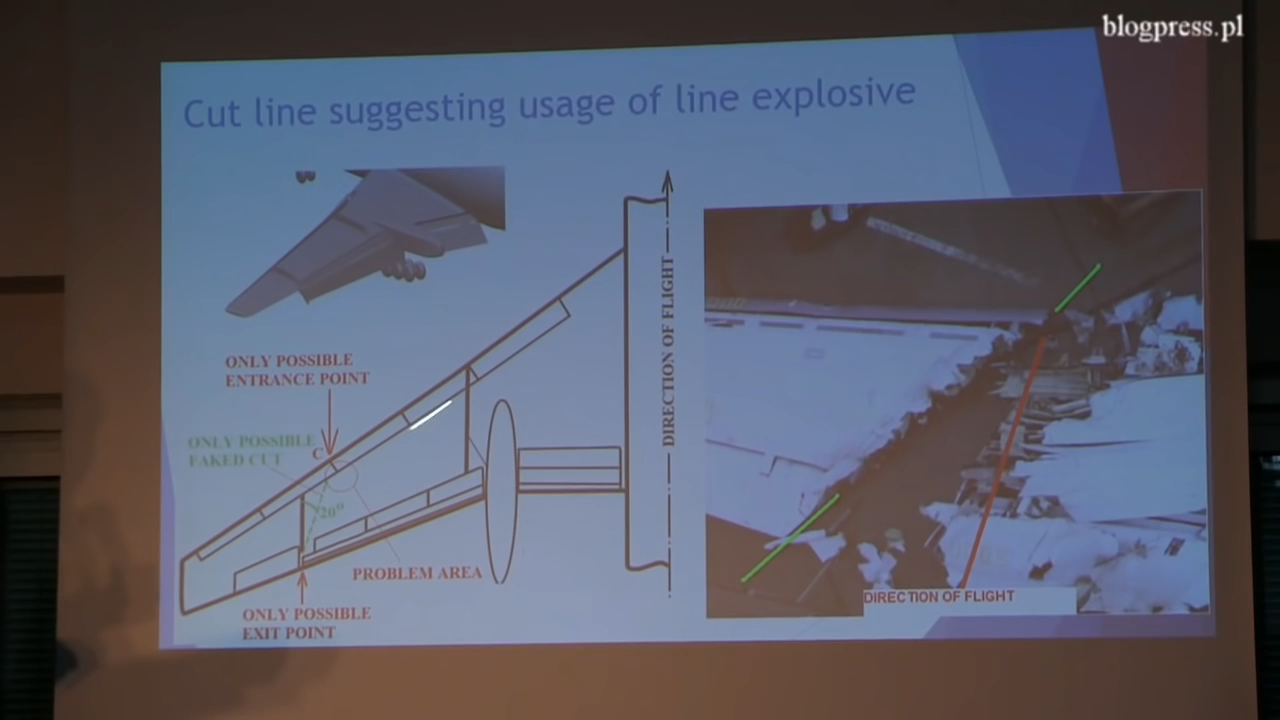 blogpress.pl
Cut line suggesting usage of line explosive
ONLY POSSIBLE
ENTRANCE POINT
ONLY POSSIBLE
FAKED CUT
C
20°
PROBLEM AREA
ONLY POSSIBLE
EXIT POINT
DIRECTION OF FLIGHT
DIRECTION OF FLIGHT